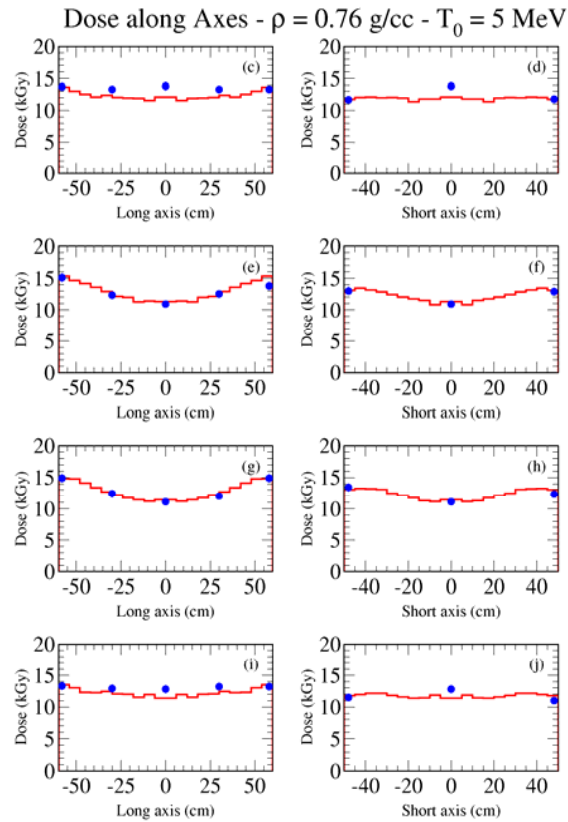 Dose along Axes - ρ = 0.76 g/cc - T₀ = 5 MeV
20
15
10
5
0
Dose (kGy)
(c)
-50 -25 0 25 50
Long axis (cm)
20
15
10
5
0
Dose (kGy)
(d)
-40 -20 0 20 40
Short axis (cm)
20
15
10
5
0
Dose (kGy)
(e)
-50 -25 0 25 50
Long axis (cm)
20
15
10
5
0
Dose (kGy)
(f)
-40 -20 0 20 40
Short axis (cm)
20
15
10
5
0
Dose (kGy)
(g)
-50 -25 0 25 50
Long axis (cm)
20
15
10
5
0
Dose (kGy)
(h)
-40 -20 0 20 40
Short axis (cm)
20
15
10
5
0
Dose (kGy)
(i)
-50 -25 0 25 50
Long axis (cm)
20
15
10
5
0
Dose (kGy)
(j)
-40 -20 0 20 40
Short axis (cm)